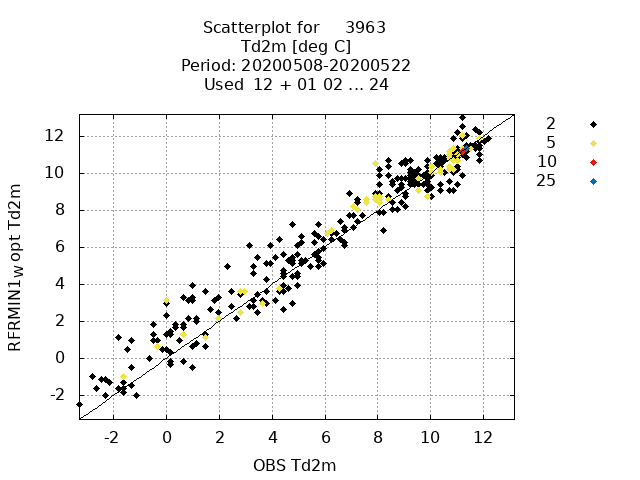 Scatterplot for 3963
Td2m [deg C]
Period: 20200508-20200522
Used 12 + 01 02 ... 24
2
5
10
25
12
10
8
6
4
2
0
-2
RFRMIN1w opt Td2m
-2 0 2 4 6 8 10 12
OBS Td2m